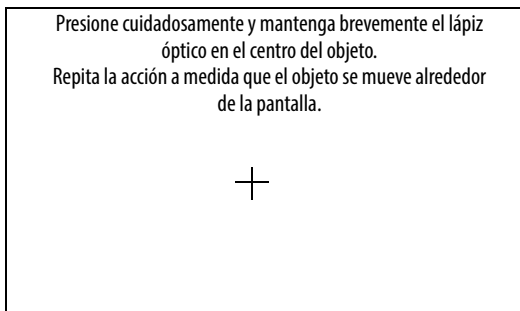 Presione cuidadosamente y mantenga brevemente el lápiz
óptico en el centro del objeto.
Repita la acción a medida que el objeto se mueve alrededor
de la pantalla.